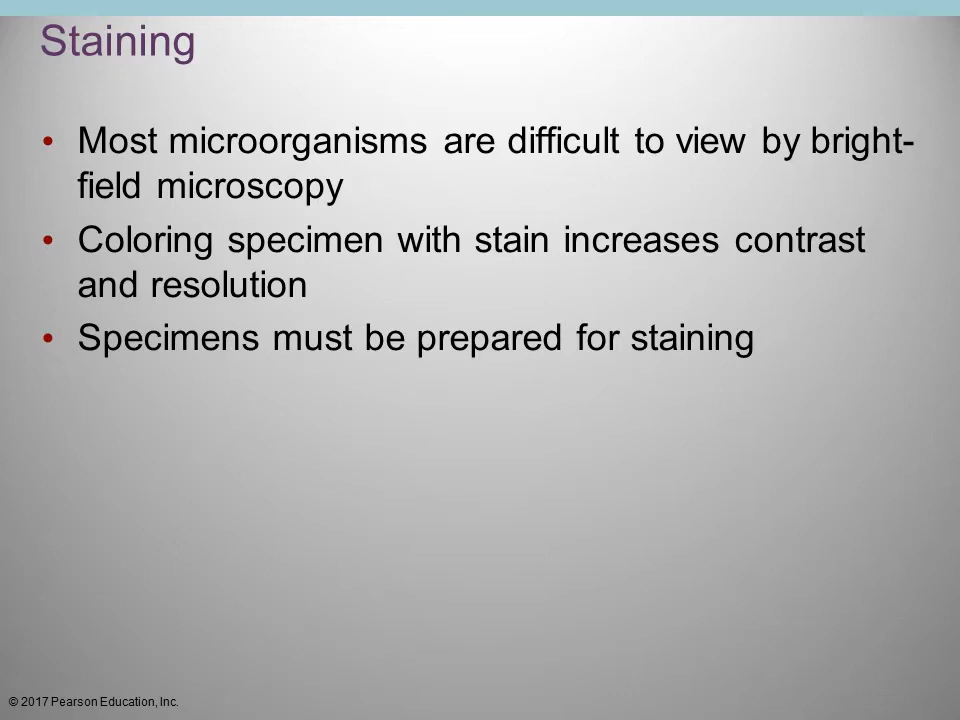 Staining
• Most microorganisms are difficult to view by bright-
field microscopy
• Coloring specimen with stain increases contrast
and resolution
• Specimens must be prepared for staining
© 2017 Pearson Education, Inc.